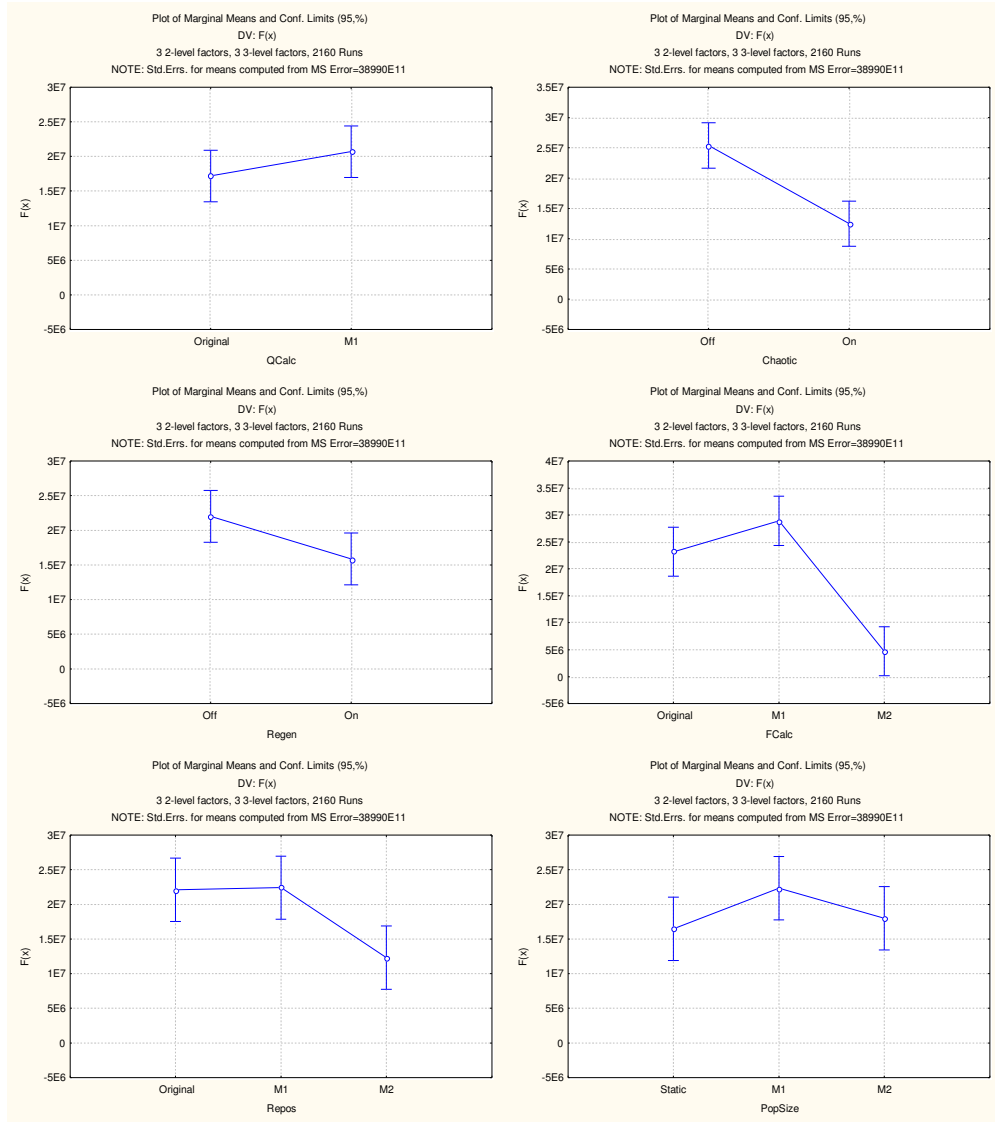 Plot of Marginal Means and Conf. Limits (95,%)
DV: F(x)
3 2-level factors, 3 3-level factors, 2160 Runs
NOTE: Std.Errs. for means computed from MS Error=38990E11
3E7
2.5E7
2E7
1.5E7
1E7
5E6
0
-5E6
F(x)
Original M1
QCalc
Plot of Marginal Means and Conf. Limits (95,%)
DV: F(x)
3 2-level factors, 3 3-level factors, 2160 Runs
NOTE: Std.Errs. for means computed from MS Error=38990E11
3.5E7
3E7
2.5E7
2E7
1.5E7
1E7
5E6
0
-5E6
F(x)
Off On
Chaotic
Plot of Marginal Means and Conf. Limits (95,%)
DV: F(x)
3 2-level factors, 3 3-level factors, 2160 Runs
NOTE: Std.Errs. for means computed from MS Error=38990E11
3E7
2.5E7
2E7
1.5E7
1E7
5E6
0
-5E6
F(x)
Off On
Regen
Plot of Marginal Means and Conf. Limits (95,%)
DV: F(x)
3 2-level factors, 3 3-level factors, 2160 Runs
NOTE: Std.Errs. for means computed from MS Error=38990E11
4E7
3.5E7
3E7
2.5E7
2E7
1.5E7
1E7
5E6
0
-5E6
F(x)
Original M1 M2
FCalc
Plot of Marginal Means and Conf. Limits (95,%)
DV: F(x)
3 2-level factors, 3 3-level factors, 2160 Runs
NOTE: Std.Errs. for means computed from MS Error=38990E11
3E7
2.5E7
2E7
1.5E7
1E7
5E6
0
-5E6
F(x)
Original M1 M2
Repos
Plot of Marginal Means and Conf. Limits (95,%)
DV: F(x)
3 2-level factors, 3 3-level factors, 2160 Runs
NOTE: Std.Errs. for means computed from MS Error=38990E11
3E7
2.5E7
2E7
1.5E7
1E7
5E6
0
-5E6
F(x)
Static M1 M2
PopSize